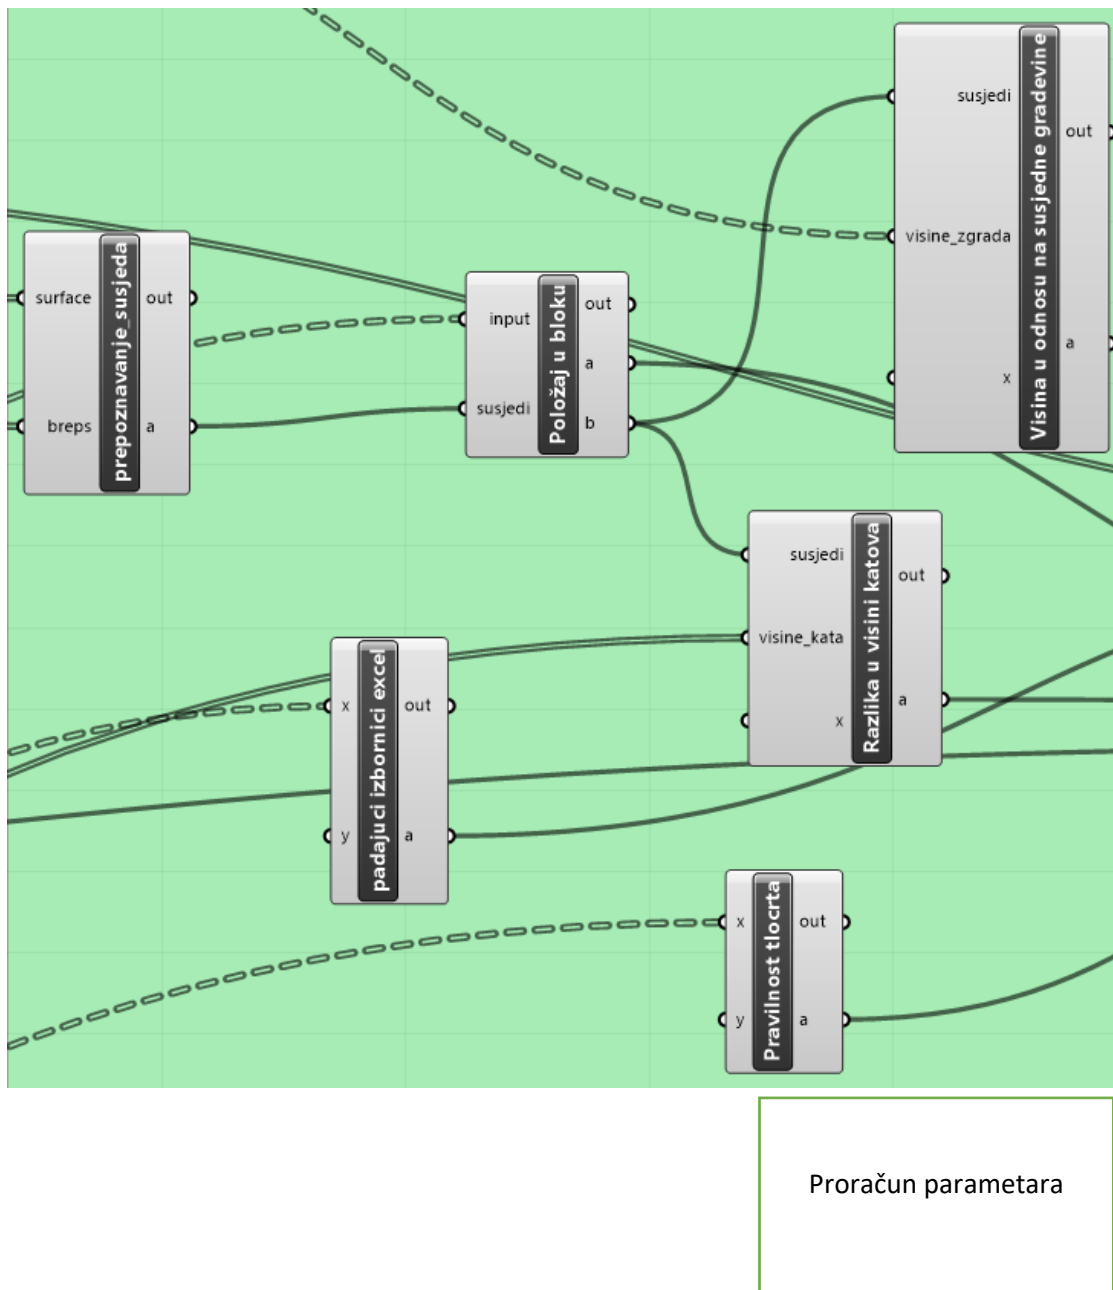 surface
breps
prepoznavanje_susjeda
out
a
input
susjedi
Položaj u bloku
out
a
b
susjedi
visine_zgrada
x
Visina u odnosu na susjedne gradevine
out
a
susjedi
visine_kata
x
Razlika u visini katova
out
a
x
y
padajuci izbornici excel
out
a
x
y
Pravilnost tlocrta
out
a
Proračun parametara